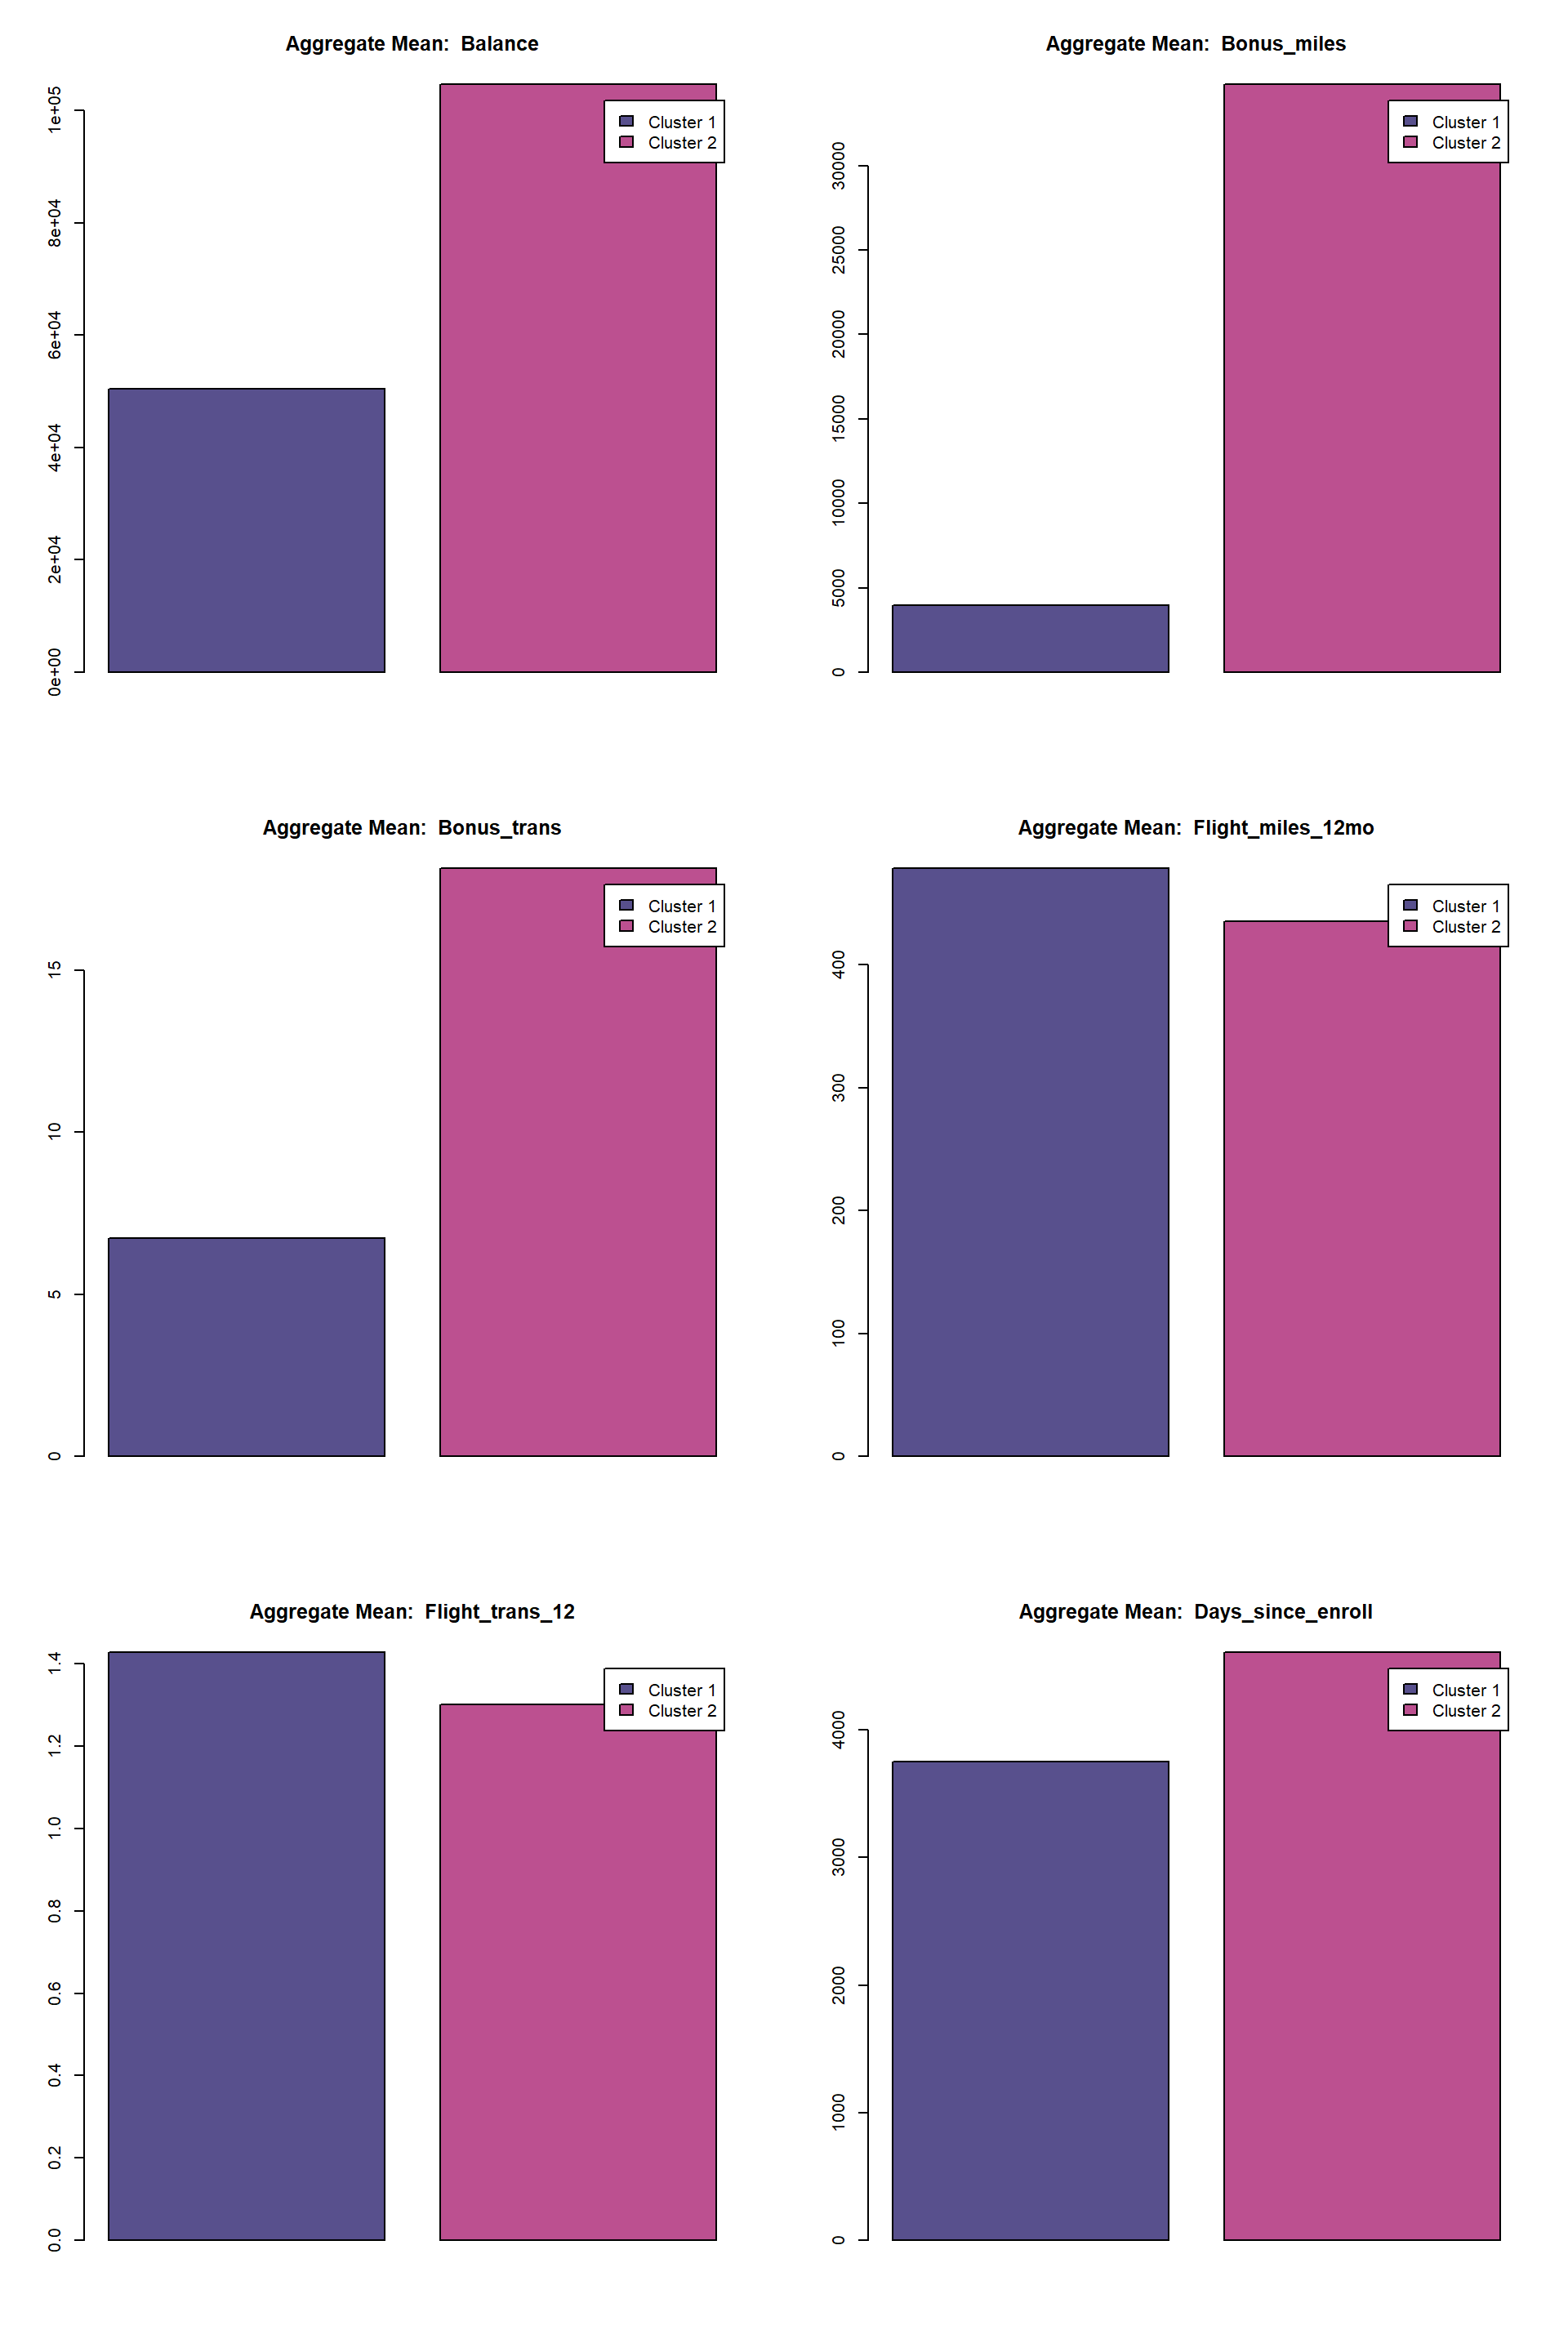 Aggregate Mean:  Balance
1e+05
8e+04
6e+04
4e+04
2e+04
0e+00
Cluster 1
Cluster 2
Aggregate Mean:  Bonus_miles
30000
25000
20000
15000
10000
5000
0
Cluster 1
Cluster 2
Aggregate Mean:  Bonus_trans
15
10
5
0
Cluster 1
Cluster 2
Aggregate Mean:  Flight_miles_12mo
400
300
200
100
0
Cluster 1
Cluster 2
Aggregate Mean:  Flight_trans_12
1.4
1.2
1.0
0.8
0.6
0.4
0.2
0.0
Cluster 1
Cluster 2
Aggregate Mean:  Days_since_enroll
4000
3000
2000
1000
0
Cluster 1
Cluster 2